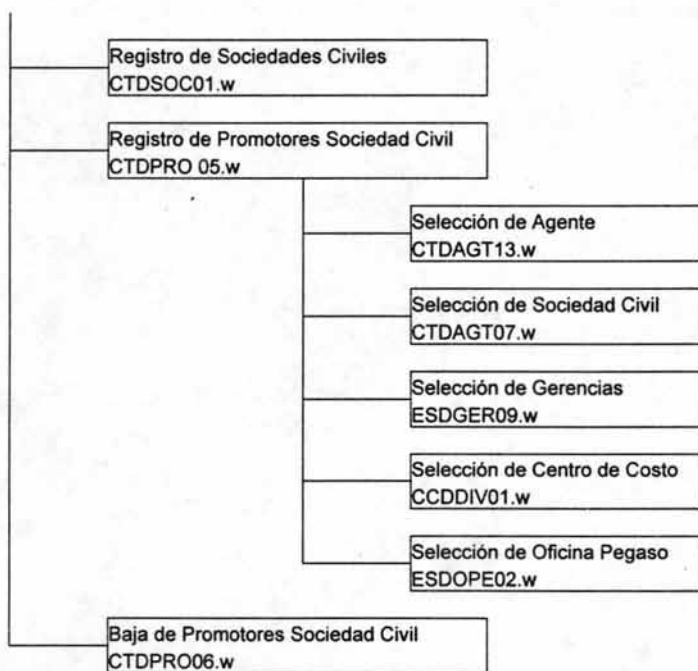 Registro de Sociedades Civiles
CTDSOC01.w
Registro de Promotores Sociedad Civil
CTDPRO 05.w
Selección de Agente
CTDAGT13.w
Selección de Sociedad Civil
CTDAGT07.w
Selección de Gerencias
ESDGER09.w
Selección de Centro de Costo
CCDDIV01.w
Selección de Oficina Pegaso
ESDOPE02.w
Baja de Promotores Sociedad Civil
CTDPRO06.w